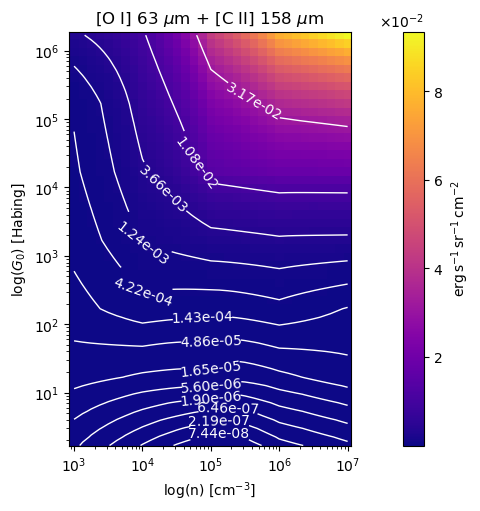 [O I] 63 μm + [C II] 158 μm
×10⁻²
10⁶
10⁵
10⁴
10³
10²
10¹
log(G₀) [Habing]
3.17e-02
1.08e-02
3.66e-03
1.24e-03
4.22e-04
1.43e-04
4.86e-05
1.65e-05
5.60e-06
1.90e-06
6.46e-07
2.19e-07
7.44e-08
10³ 10⁴ 10⁵ 10⁶ 10⁷
log(n) [cm⁻³]
8
6
4
2
erg s⁻¹ sr⁻¹ cm⁻²